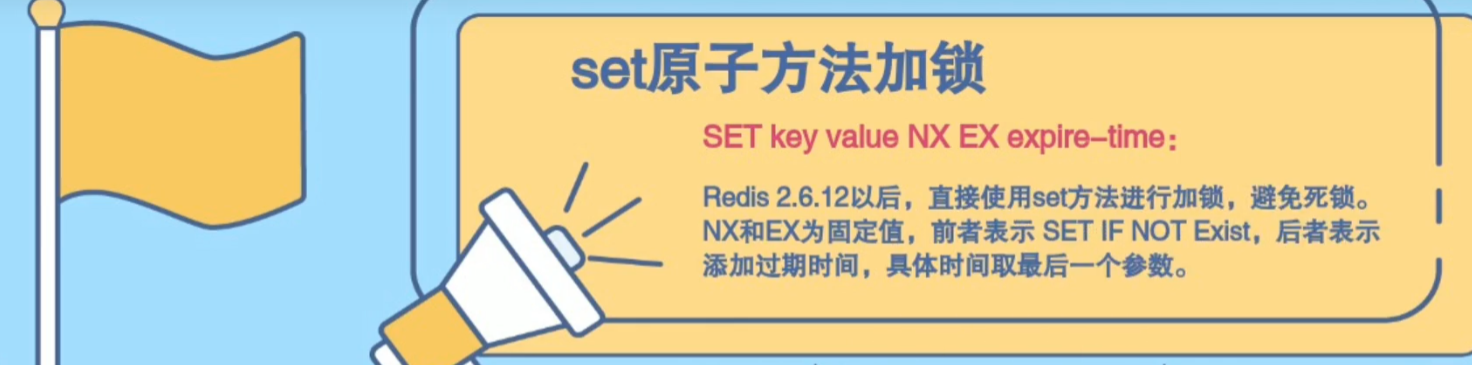 set原子方法加锁
SET key value NX EX expire-time：
Redis 2.6.12以后，直接使用set方法进行加锁，避免死锁。
NX和EX为固定值，前者表示 SET IF NOT Exist，后者表示
添加过期时间，具体时间取最后一个参数。